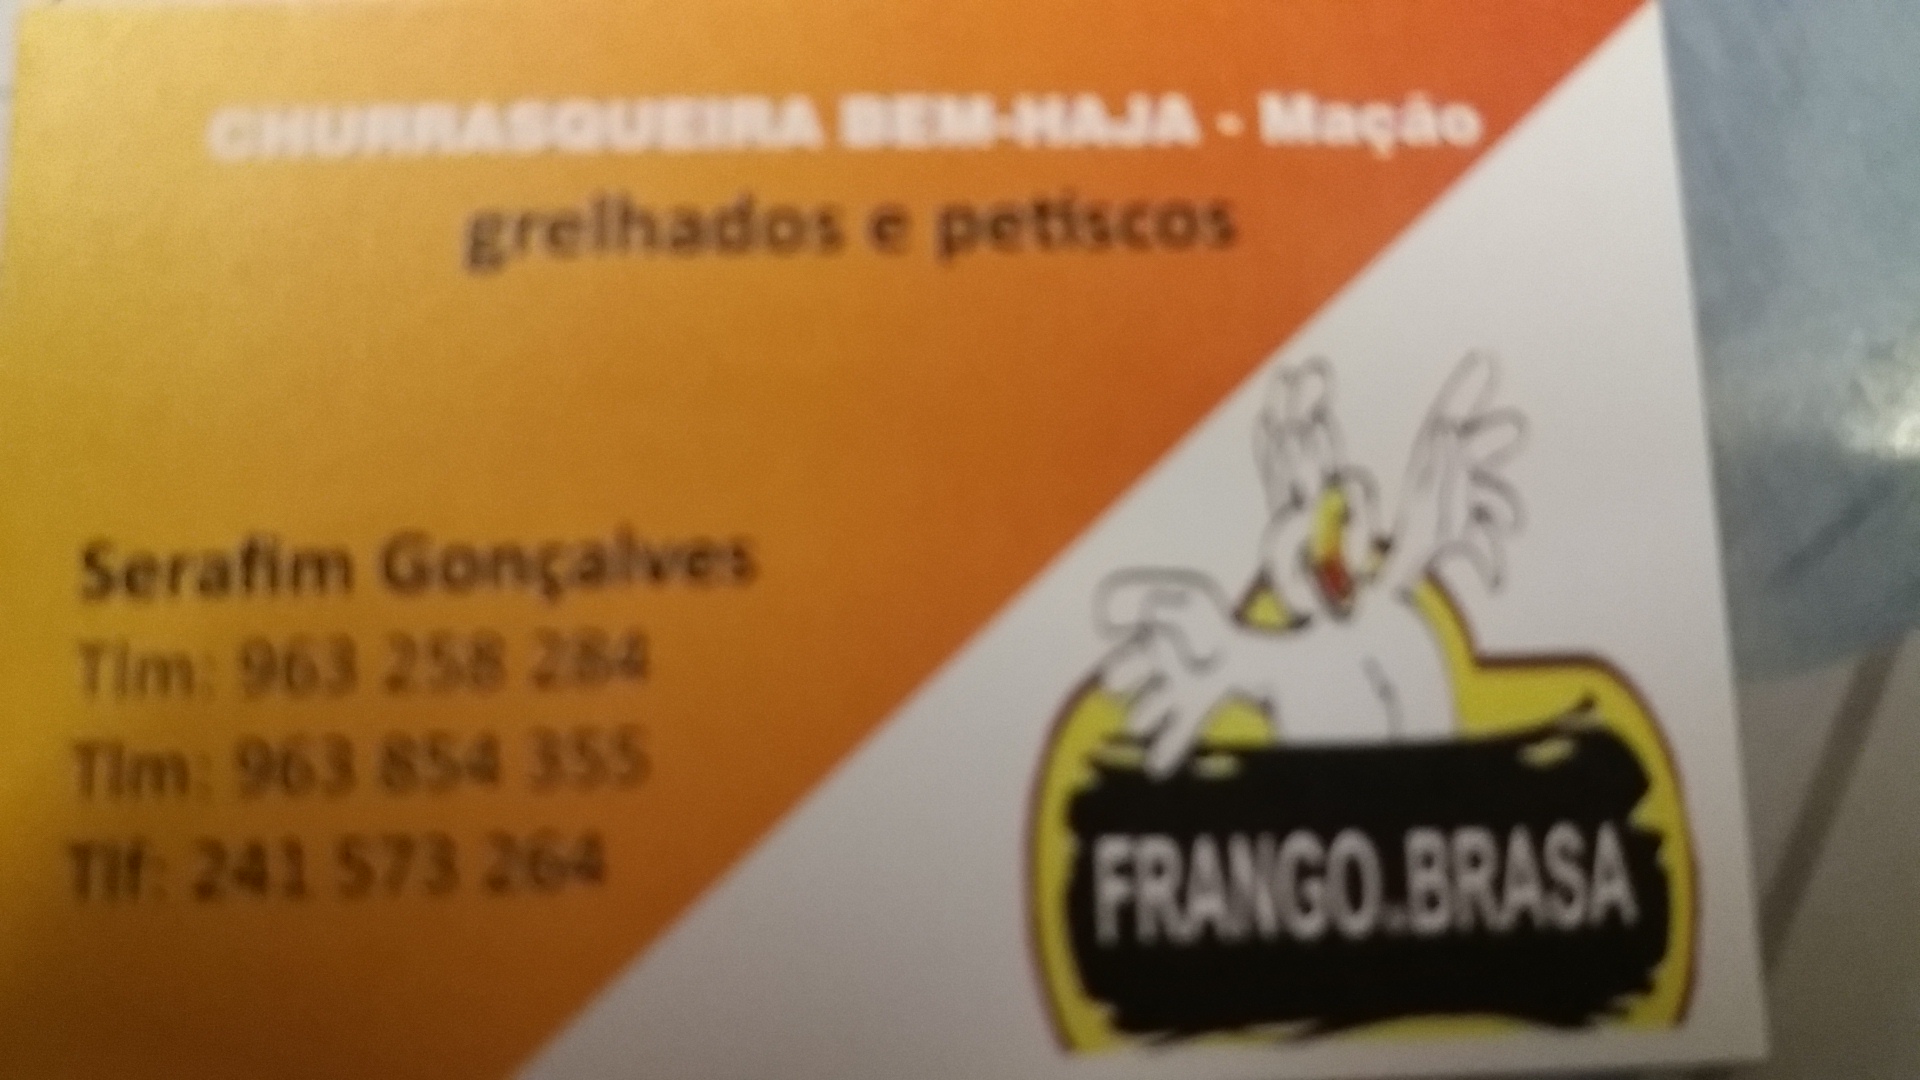 CHURRASQUEIRA BEM-HAJA - Mação
grelhados e petiscos
Serafim Gonçalves
Tlm: 963 258 284
Tlm: 963 854 355
Tlf: 241 573 264
FRANGO BRASA